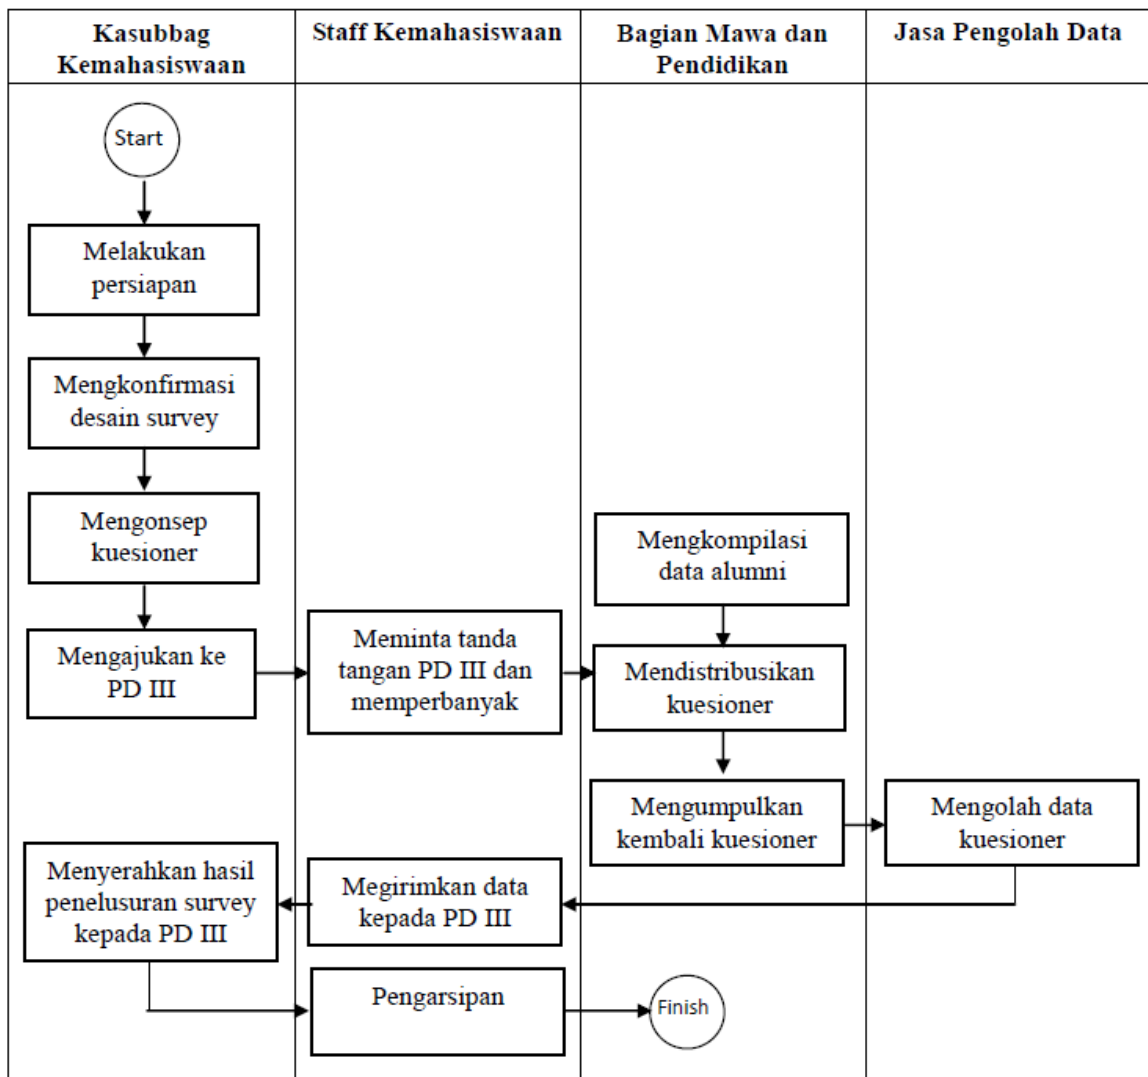 Kasubbag
Kemahasiswaan
Staff Kemahasiswaan
Bagian Mawa dan
Pendidikan
Jasa Pengolah Data
Start
Melakukan
persiapan
Mengkonfirmasi
desain survey
Mengonsep
kuesioner
Mengkompilasi
data alumni
Mengajukan ke
PD III
Meminta tanda
tangan PD III dan
memperbanyak
Mendistribusikan
kuesioner
Mengumpulkan
kembali kuesioner
Mengolah data
kuesioner
Menyerahkan hasil
penelusuran survey
kepada PD III
Megirimkan data
kepada PD III
Pengarsipan
Finish